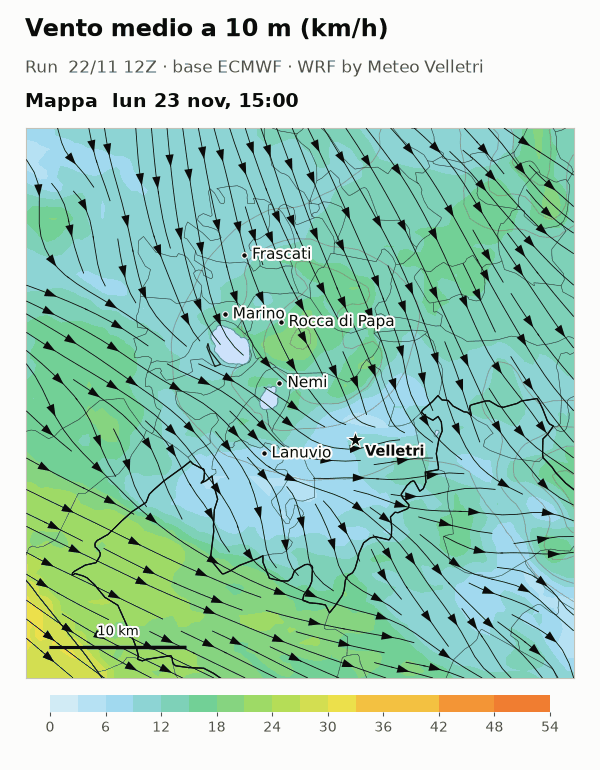 Vento medio a 10 m (km/h)
Run  22/11 12Z · base ECMWF · WRF by Meteo Velletri
Mappa  lun 23 nov, 15:00
Frascati
Marino
Rocca di Papa
Nemi
Velletri
Lanuvio
10 km
0 6 12 18 24 30 36 42 48 54